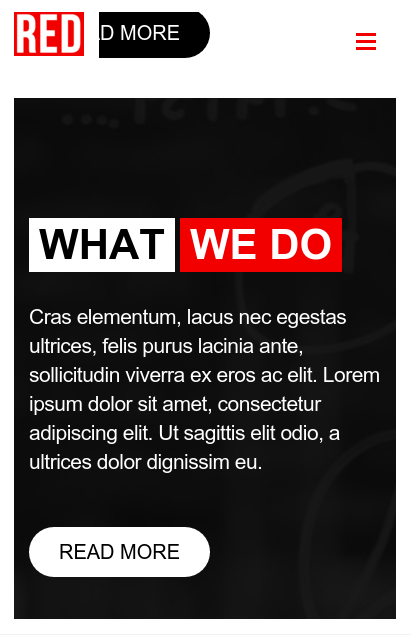 RED
D MORE
WHAT WE DO
Cras elementum, lacus nec egestas
ultrices, felis purus lacinia ante,
sollicitudin viverra ex eros ac elit. Lorem
ipsum dolor sit amet, consectetur
adipiscing elit. Ut sagittis elit odio, a
ultrices dolor dignissim eu.
READ MORE